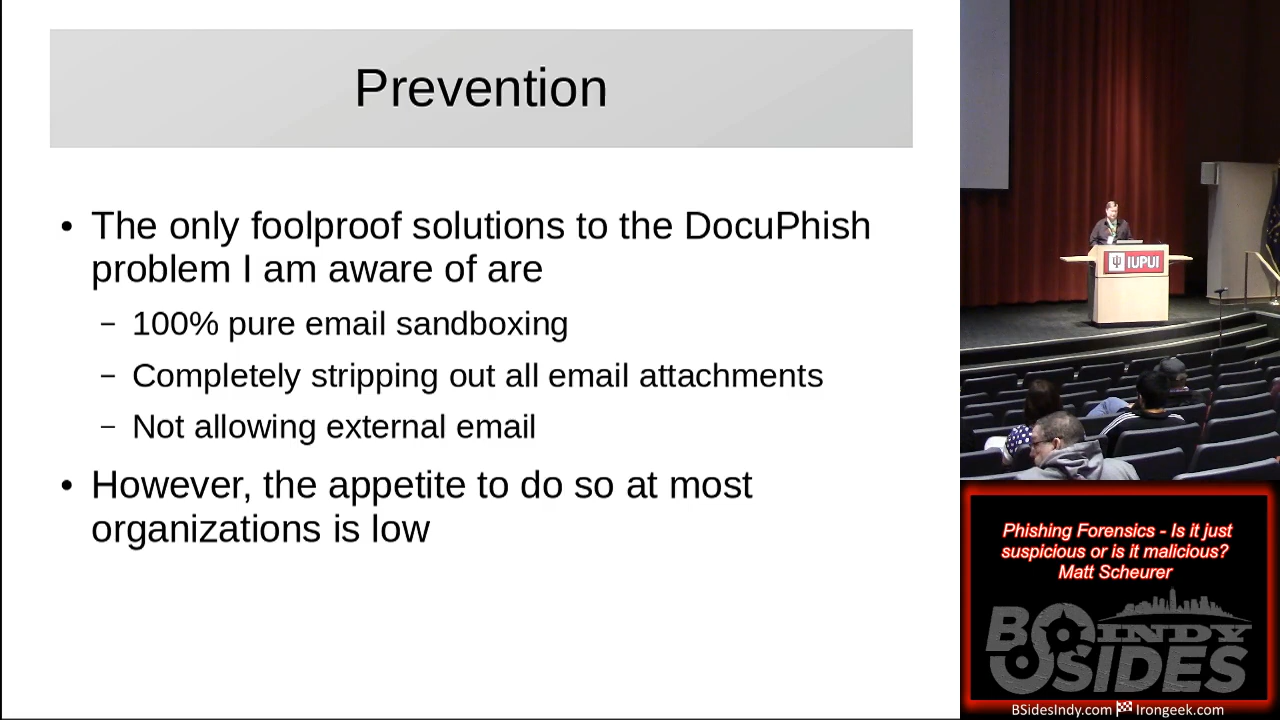 Prevention
• The only foolproof solutions to the DocuPhish
problem I am aware of are
– 100% pure email sandboxing
– Completely stripping out all email attachments
– Not allowing external email
• However, the appetite to do so at most
organizations is low
IUPUI
Phishing Forensics - Is it just
suspicious or is it malicious?
Matt Scheurer
BSIDES INDY
BSidesIndy.com Irongeek.com